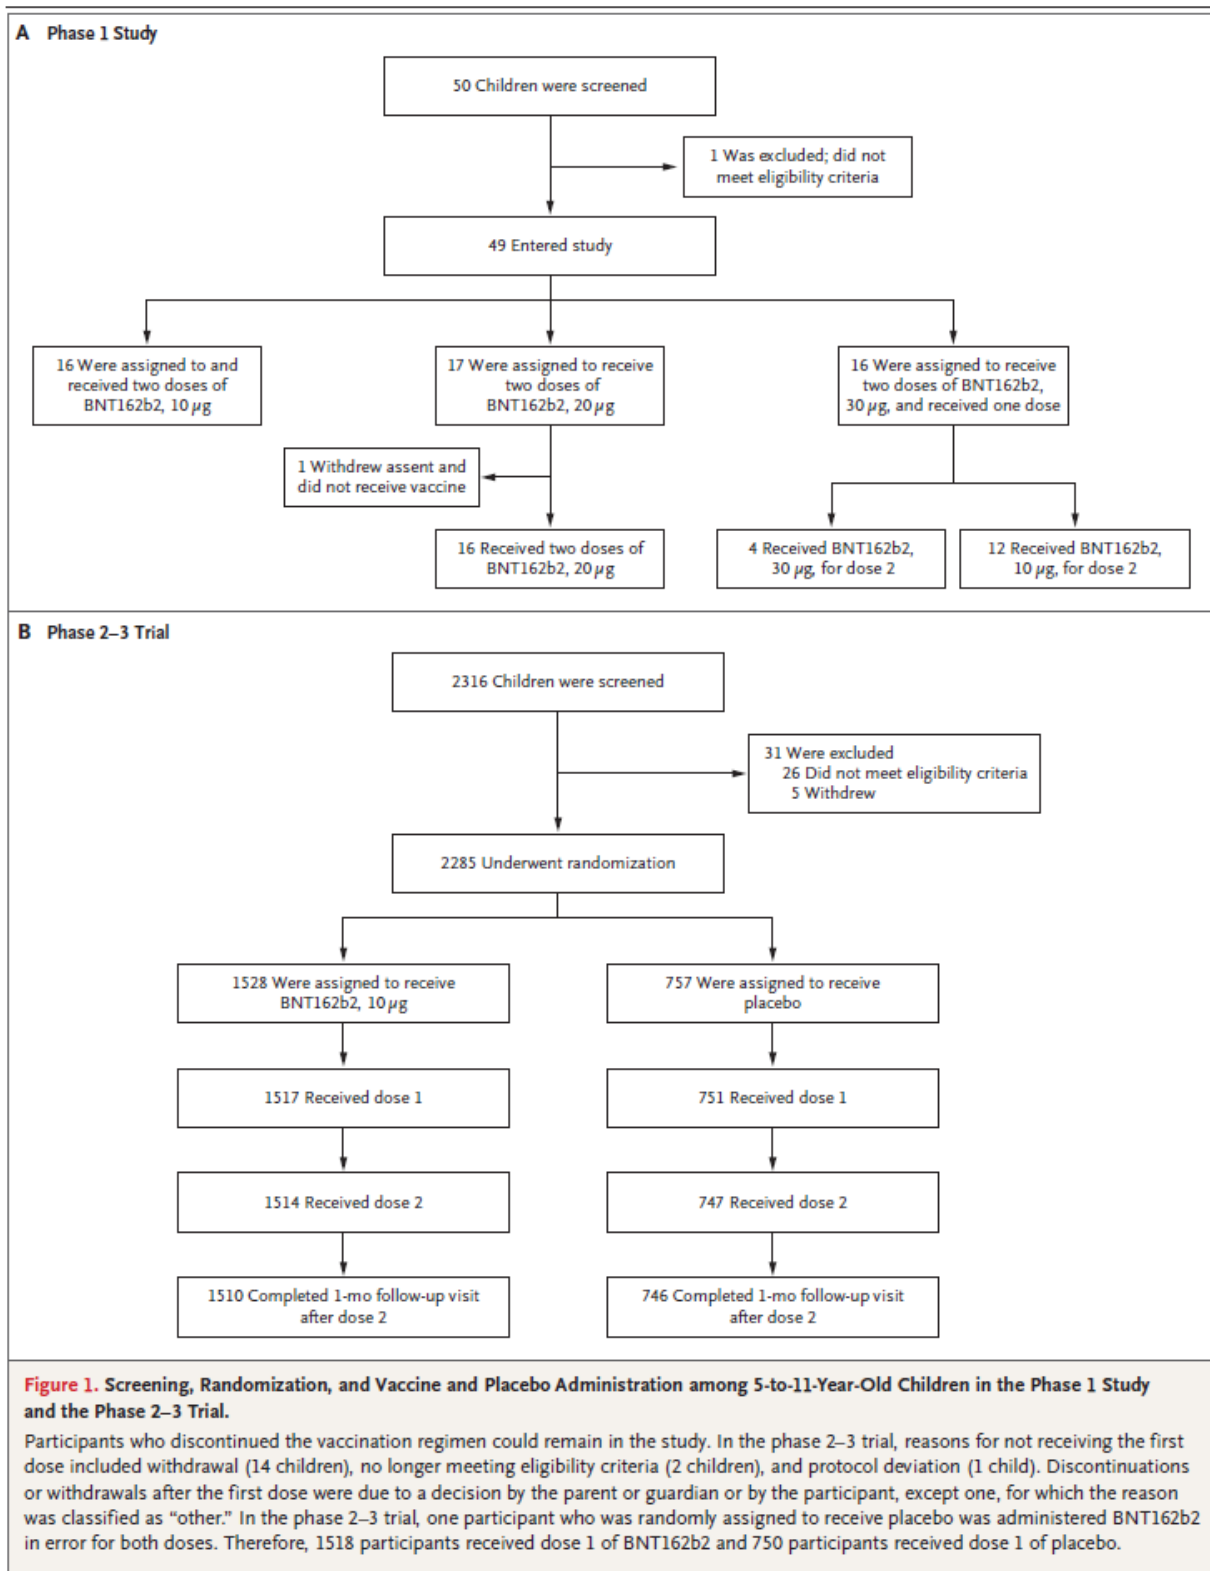 A Phase 1 Study
50 Children were screened
1 Was excluded; did not
meet eligibility criteria
49 Entered study
16 Were assigned to and
received two doses of
BNT162b2, 10 µg
17 Were assigned to receive
two doses of
BNT162b2, 20 µg
16 Were assigned to receive
two doses of BNT162b2,
30 µg, and received one dose
1 Withdrew assent and
did not receive vaccine
16 Received two doses of
BNT162b2, 20 µg
4 Received BNT162b2,
30 µg, for dose 2
12 Received BNT162b2,
10 µg, for dose 2
B Phase 2–3 Trial
2316 Children were screened
31 Were excluded
26 Did not meet eligibility criteria
5 Withdrew
2285 Underwent randomization
1528 Were assigned to receive
BNT162b2, 10 µg
757 Were assigned to receive
placebo
1517 Received dose 1
751 Received dose 1
1514 Received dose 2
747 Received dose 2
1510 Completed 1-mo follow-up visit
after dose 2
746 Completed 1-mo follow-up visit
after dose 2
Figure 1. Screening, Randomization, and Vaccine and Placebo Administration among 5-to-11-Year-Old Children in the Phase 1 Study
and the Phase 2–3 Trial.
Participants who discontinued the vaccination regimen could remain in the study. In the phase 2–3 trial, reasons for not receiving the first
dose included withdrawal (14 children), no longer meeting eligibility criteria (2 children), and protocol deviation (1 child). Discontinuations
or withdrawals after the first dose were due to a decision by the parent or guardian or by the participant, except one, for which the reason
was classified as “other.” In the phase 2–3 trial, one participant who was randomly assigned to receive placebo was administered BNT162b2
in error for both doses. Therefore, 1518 participants received dose 1 of BNT162b2 and 750 participants received dose 1 of placebo.